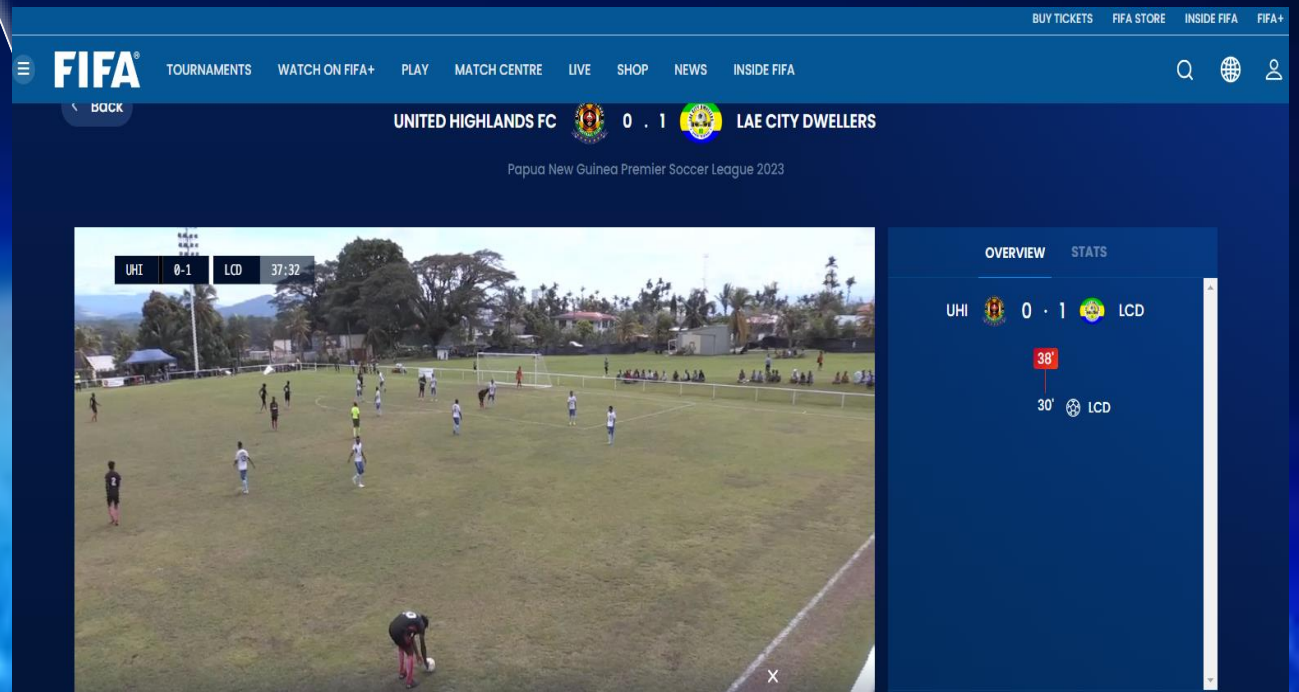 BUY TICKETS FIFA STORE INSIDE FIFA FIFA+
FIFA® TOURNAMENTS WATCH ON FIFA+ PLAY MATCH CENTRE LIVE SHOP NEWS INSIDE FIFA
Back
UNITED HIGHLANDS FC 0 . 1 LAE CITY DWELLERS
Papua New Guinea Premier Soccer League 2023
UHI 0-1 LCD 37:32
OVERVIEW STATS
UHI 0 · 1 LCD
38'
30' LCD
X